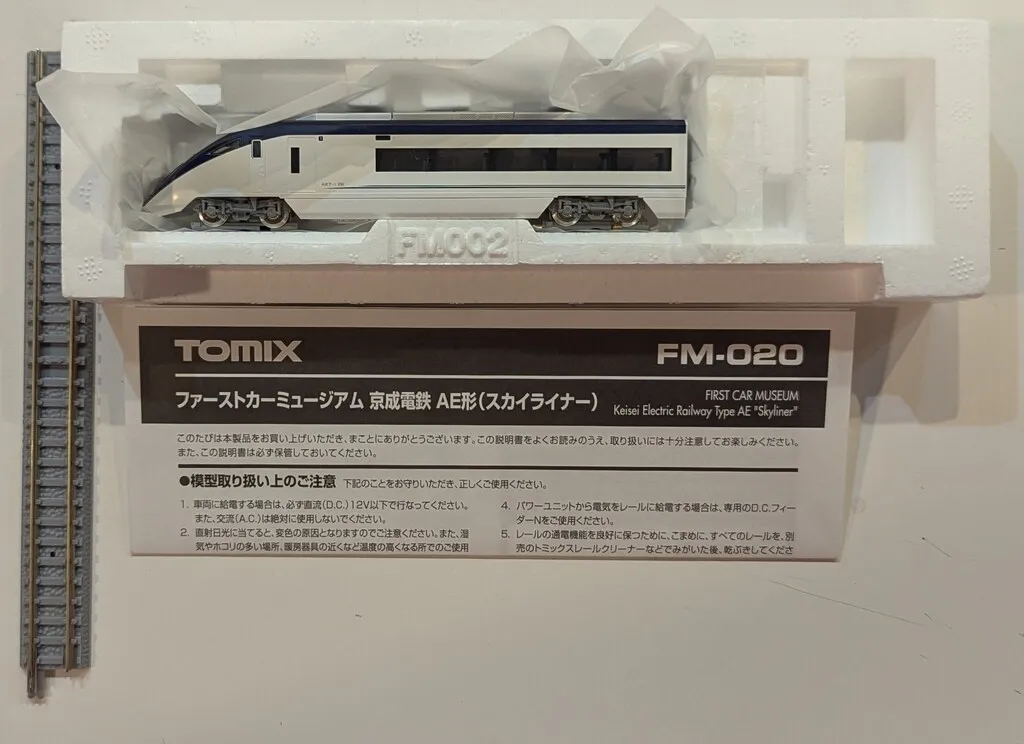 FM002
TOMIX
FM-020
ファーストカーミュージアム 京成電鉄 AE形(スカイライナー)
FIRST CAR MUSEUM
Keisei Electric Railway Type AE "Skyliner"
このたびは本製品をお買い上げいただき、まことにありがとうございます。この説明書をよくお読みのうえ、取り扱いには十分注意してお楽しみください。
また、この説明書は必ず保管しておいてください。
●模型取り扱い上のご注意 下記のことをお守りいただき、正しくご使用ください。
1. 車両に給電する場合は、必ず直流(D.C.)12V以下で行なってください。
また、交流(A.C.)は絶対に使用しないでください。
2. 直射日光に当てると、変色の原因となりますのでご注意ください。また、湿
気やホコリの多い場所、暖房器具の近くなど温度の高くなる所でのご使用
4. パワーユニットから電気をレールに給電する場合は、専用のD.C.フィー
ダーNをご使用ください。
5. レールの通電機能を良好に保つために、こまめに、すべてのレールを、別
売のトミックスレールクリーナーなどでみがいた後、乾ぶきしてくださ